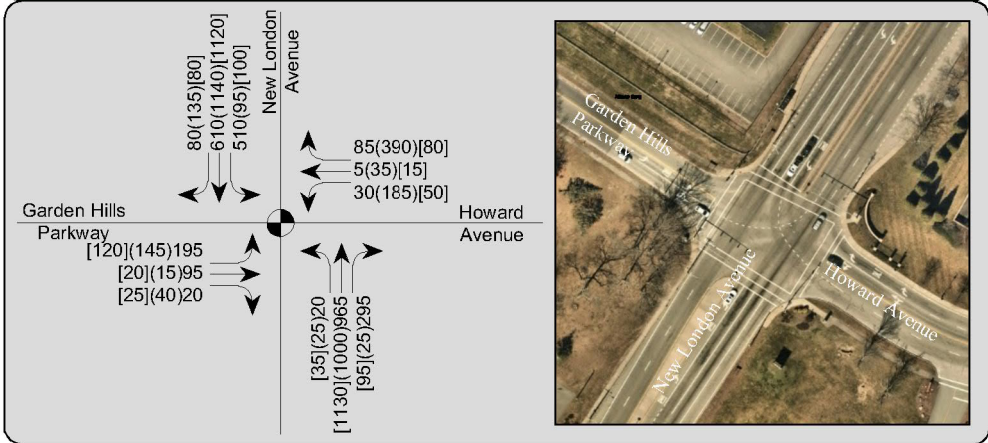 80(135)[80]
610(1140)[1120]
510(95)[100]
New London
Avenue
85(390)[80]
5(35)[15]
30(185)[50]
Garden Hills
Parkway
Howard
Avenue
[120](145)195
[20](15)95
[25](40)20
[35](25)20
[1130](1000)965
[95](25)295
Garden Hills
Parkway
New London Avenue
Howard Avenue